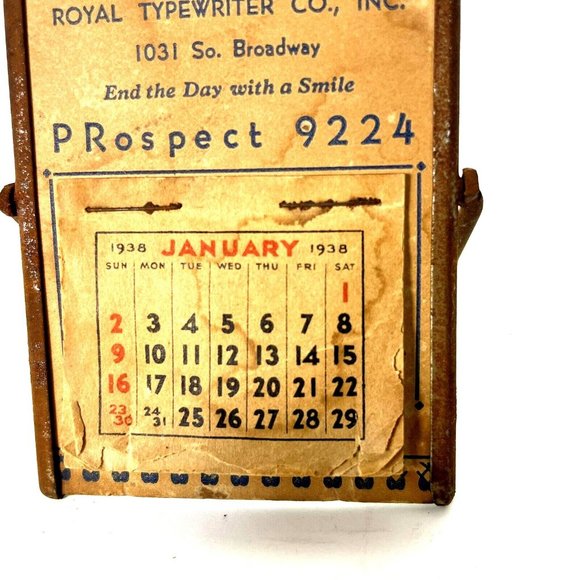 ROYAL TYPEWRITER CO., INC.
1031 So. Broadway
End the Day with a Smile
PRospect 9224
1938 JANUARY 1938
SUN MON TUE WED THU FRI SAT
1
2 3 4 5 6 7 8
9 10 11 12 13 14 15
16 17 18 19 20 21 22
23/30 24/31 25 26 27 28 29